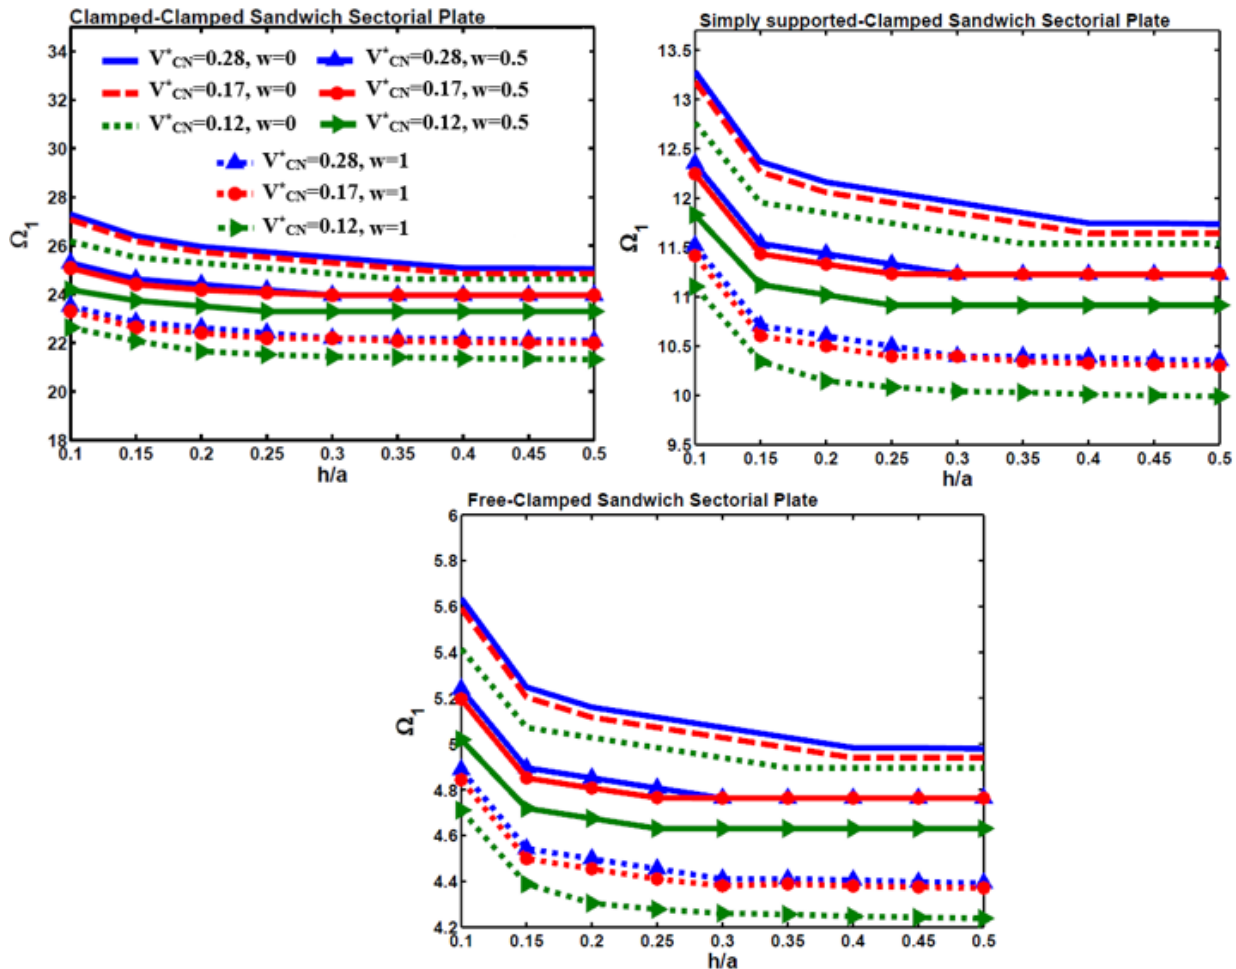 Clamped-Clamped Sandwich Sectorial Plate
34
32
30
28
26
24
22
20
18
Ω1
V*CN=0.28, w=0
V*CN=0.17, w=0
V*CN=0.12, w=0
V*CN=0.28, w=0.5
V*CN=0.17, w=0.5
V*CN=0.12, w=0.5
V*CN=0.28, w=1
V*CN=0.17, w=1
V*CN=0.12, w=1
0.1 0.15 0.2 0.25 0.3 0.35 0.4 0.45 0.5
h/a
Simply supported-Clamped Sandwich Sectorial Plate
13.5
13
12.5
12
11.5
11
10.5
10
9.5
Ω1
0.1 0.15 0.2 0.25 0.3 0.35 0.4 0.45 0.5
h/a
Free-Clamped Sandwich Sectorial Plate
6
5.8
5.6
5.4
5.2
5
4.8
4.6
4.4
4.2
Ω1
0.1 0.15 0.2 0.25 0.3 0.35 0.4 0.45 0.5
h/a